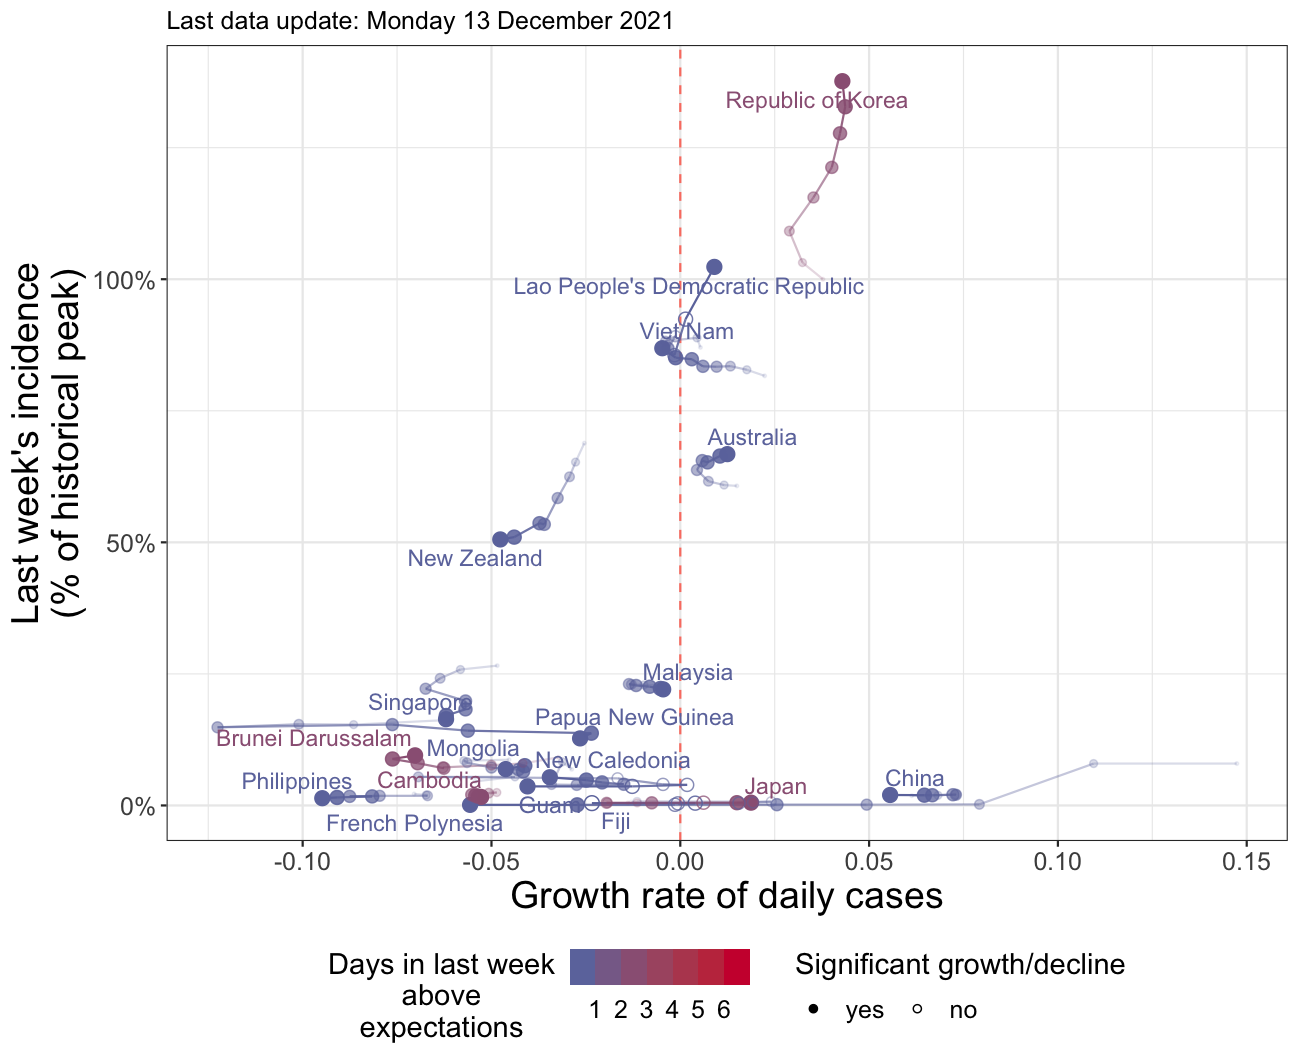 Last data update: Monday 13 December 2021
Last week's incidence
(% of historical peak)
100%
50%
0%
Republic of Korea
Lao People's Democratic Republic
Viet Nam
Australia
New Zealand
Malaysia
Singapore
Papua New Guinea
Brunei Darussalam
Mongolia
New Caledonia
Philippines
Cambodia
Japan
China
Guam
French Polynesia
Fiji
-0.10
-0.05
0.00
0.05
0.10
0.15
Growth rate of daily cases
Days in last week
above
expectations
1 2 3 4 5 6
Significant growth/decline
yes
no